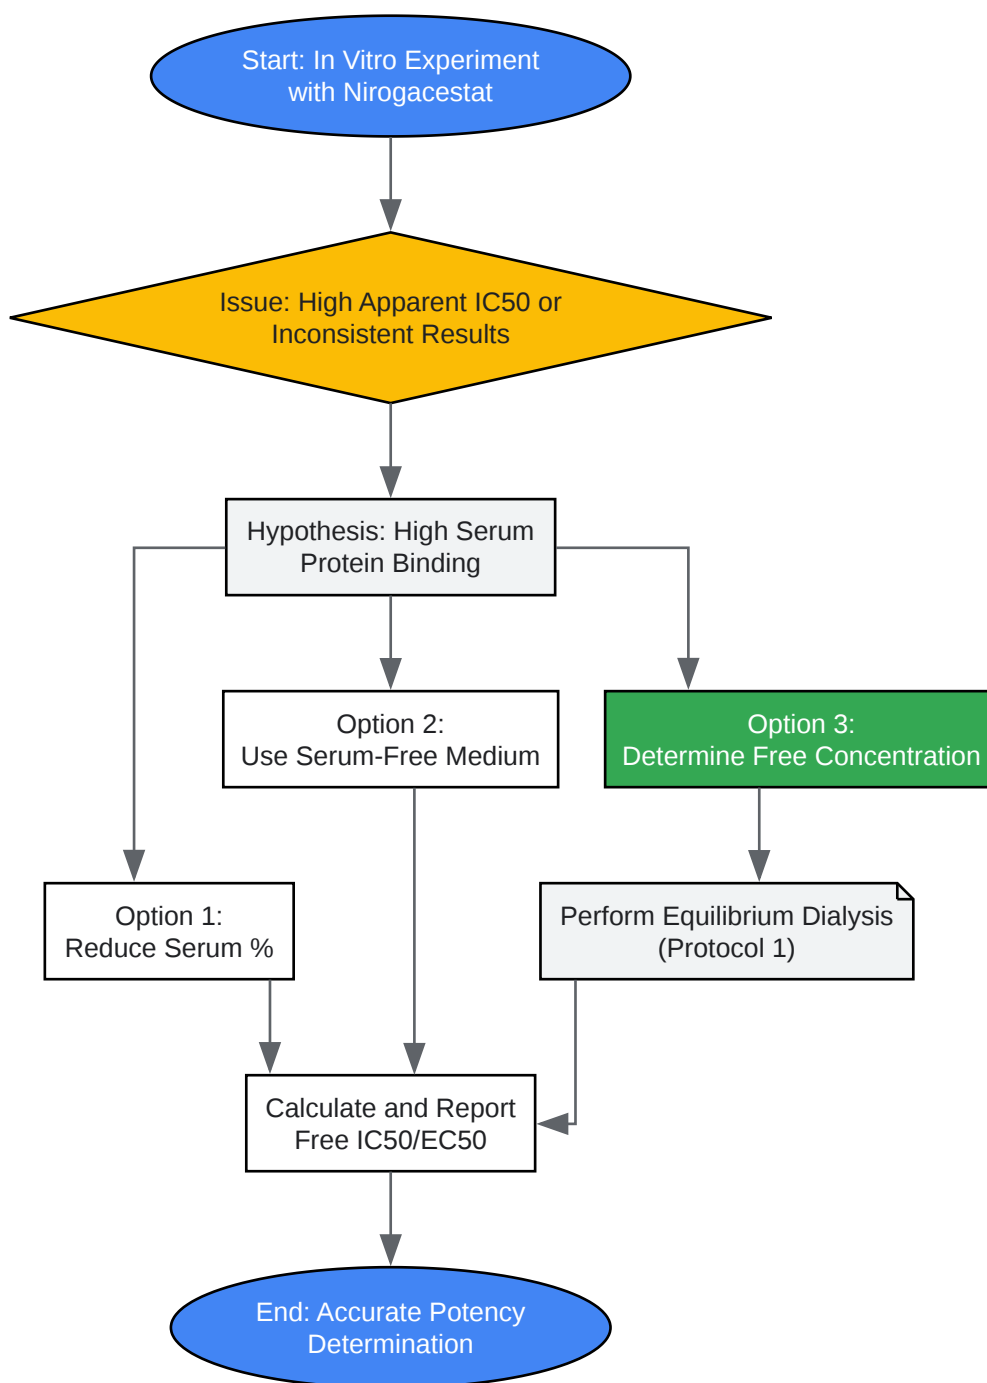 Start: In Vitro Experiment
with Nirogacestat
Issue: High Apparent IC50 or
Inconsistent Results
Hypothesis: High Serum
Protein Binding
Option 2:
Use Serum-Free Medium
Option 3:
Determine Free Concentration
Option 1:
Reduce Serum %
Perform Equilibrium Dialysis
(Protocol 1)
Calculate and Report
Free IC50/EC50
End: Accurate Potency
Determination